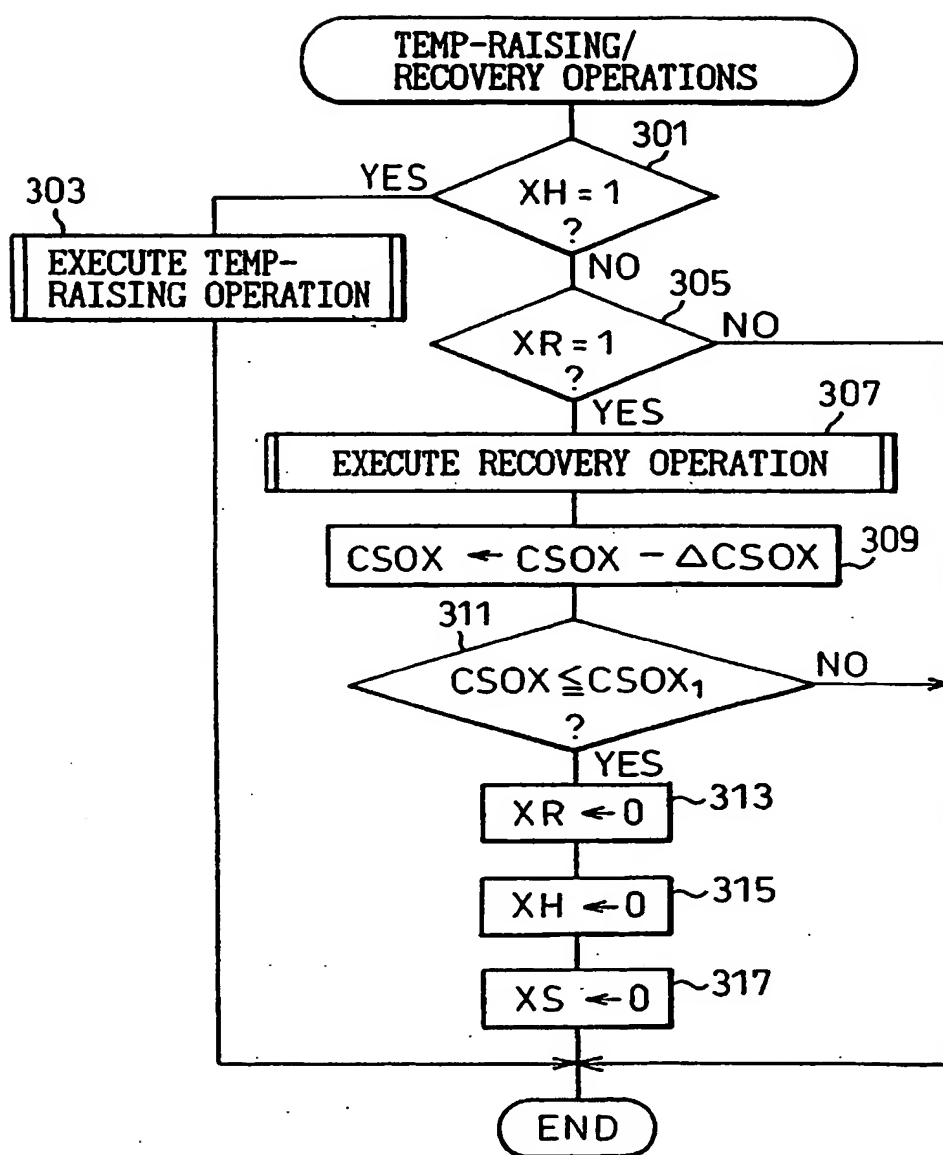 TEMP-RAISING/
RECOVERY OPERATIONS
301
XH = 1
?
YES
NO
303
EXECUTE TEMP-
RAISING OPERATION
305
XR = 1
?
NO
YES
307
EXECUTE RECOVERY OPERATION
CSOX ← CSOX − △CSOX
309
311
CSOX ≦ CSOX₁
?
NO
YES
XR ← 0
313
XH ← 0
315
XS ← 0
317
END